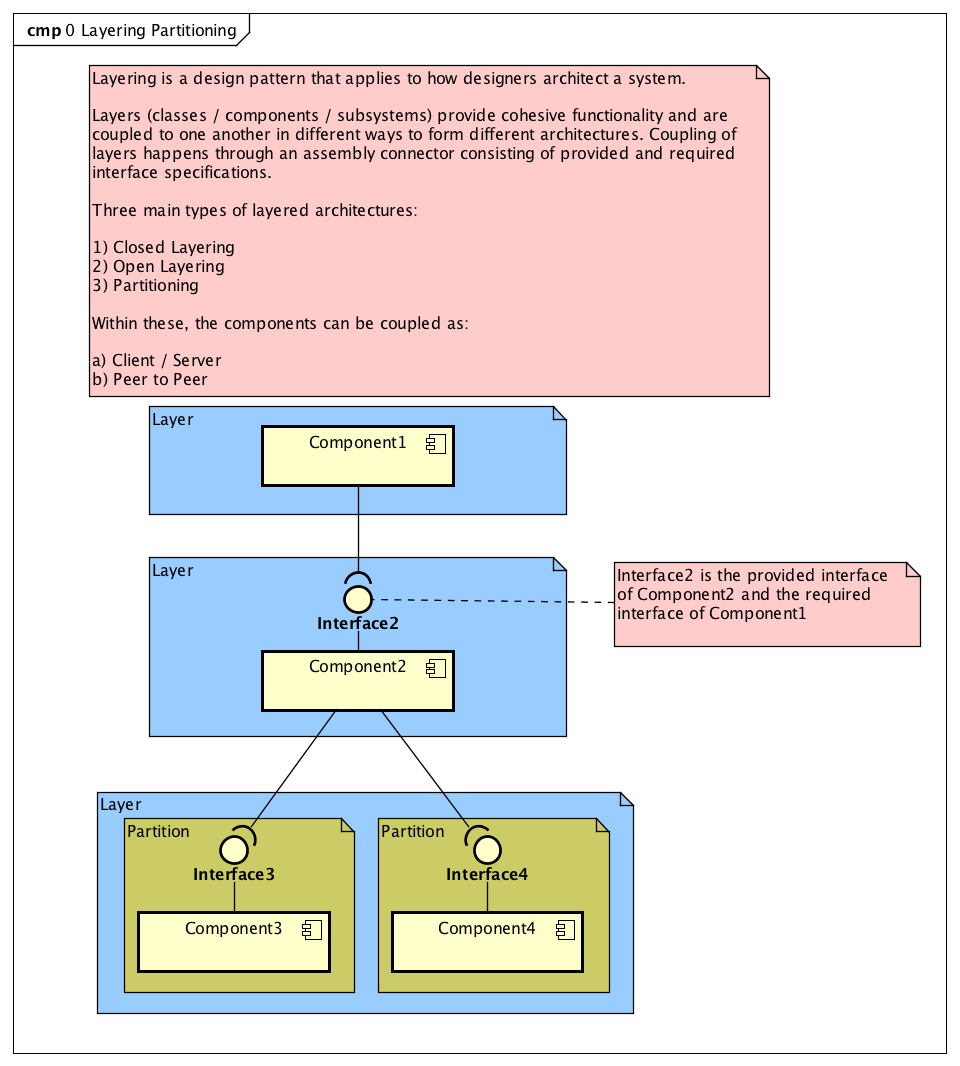 cmp 0 Layering Partitioning
Layering is a design pattern that applies to how designers architect a system.
Layers (classes / components / subsystems) provide cohesive functionality and are
coupled to one another in different ways to form different architectures. Coupling of
layers happens through an assembly connector consisting of provided and required
interface specifications.
Three main types of layered architectures:
1) Closed Layering
2) Open Layering
3) Partitioning
Within these, the components can be coupled as:
a) Client / Server
b) Peer to Peer
Layer
Component1
Layer
Interface2
Component2
Interface2 is the provided interface
of Component2 and the required
interface of Component1
Layer
Partition
Interface3
Component3
Partition
Interface4
Component4